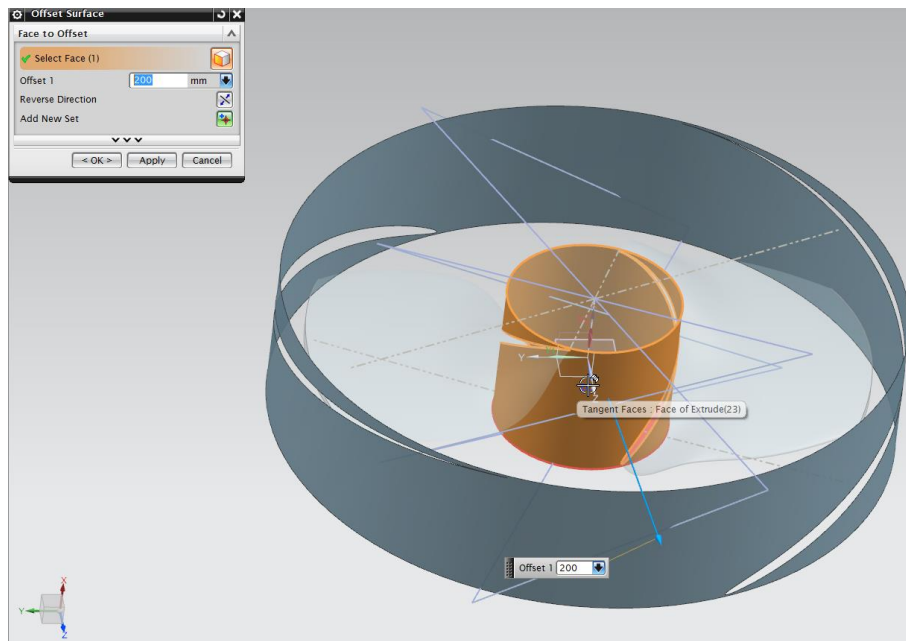 Offset Surface
Face to Offset
Select Face (1)
Offset 1 200 mm
Reverse Direction
Add New Set
< OK > Apply Cancel
Y
Z
Tangent Faces : Face of Extrude(23)
Offset 1 200
X
Y
Z